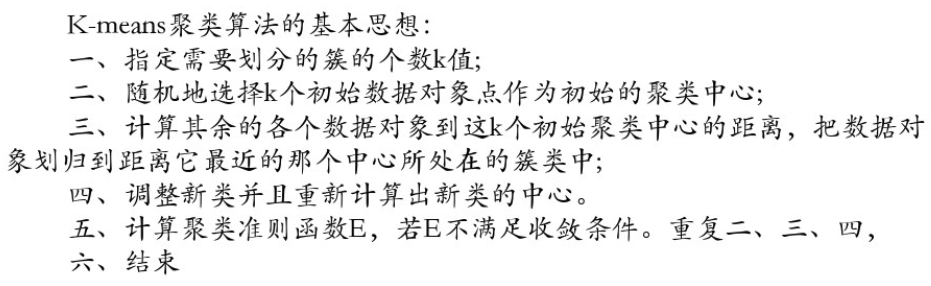 K-means聚类算法的基本思想：
一、指定需要划分的簇的个数k值;
二、随机地选择k个初始数据对象点作为初始的聚类中心;
三、计算其余的各个数据对象到这k个初始聚类中心的距离，把数据对
象划归到距离它最近的那个中心所处在的簇类中;
四、调整新类并且重新计算出新类的中心。
五、计算聚类准则函数E，若E不满足收敛条件。重复二、三、四，
六、结束